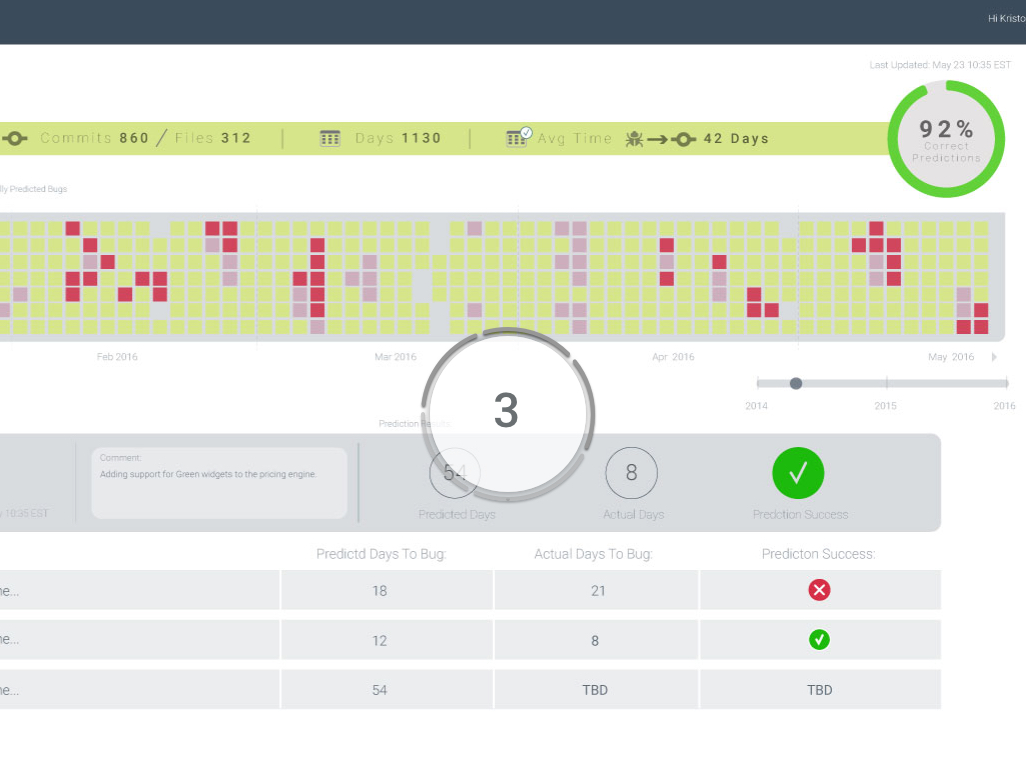 Hi Kristo
Last Updated: May 23 10:35 EST
Commits 860 / Files 312 | Days 1130 | Avg Time 42 Days
92%
Correct
Predictions
lly Predicted Bugs
Feb 2016 Mar 2016 Apr 2016 May 2016
2014 2015 2016
3
Prediction Results
Comment:
Adding support for Green widgets to the pricing engine.
54 8
10:35 EST Predicted Days Actual Days Predction Success
Predictd Days To Bug: Actual Days To Bug: Predicton Success:
ne... 18 21
ne... 12 8
ne... 54 TBD TBD